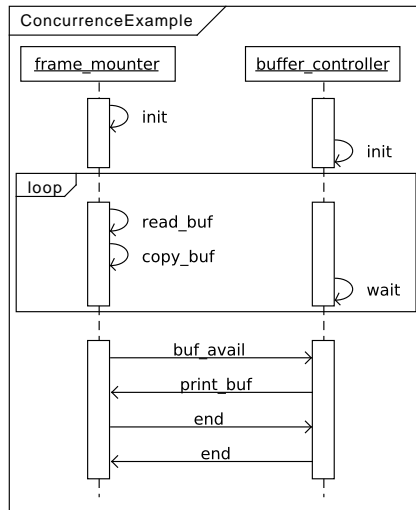 ConcurrenceExample
frame_mounter
buffer_controller
init
init
loop
read_buf
copy_buf
wait
buf_avail
print_buf
end
end